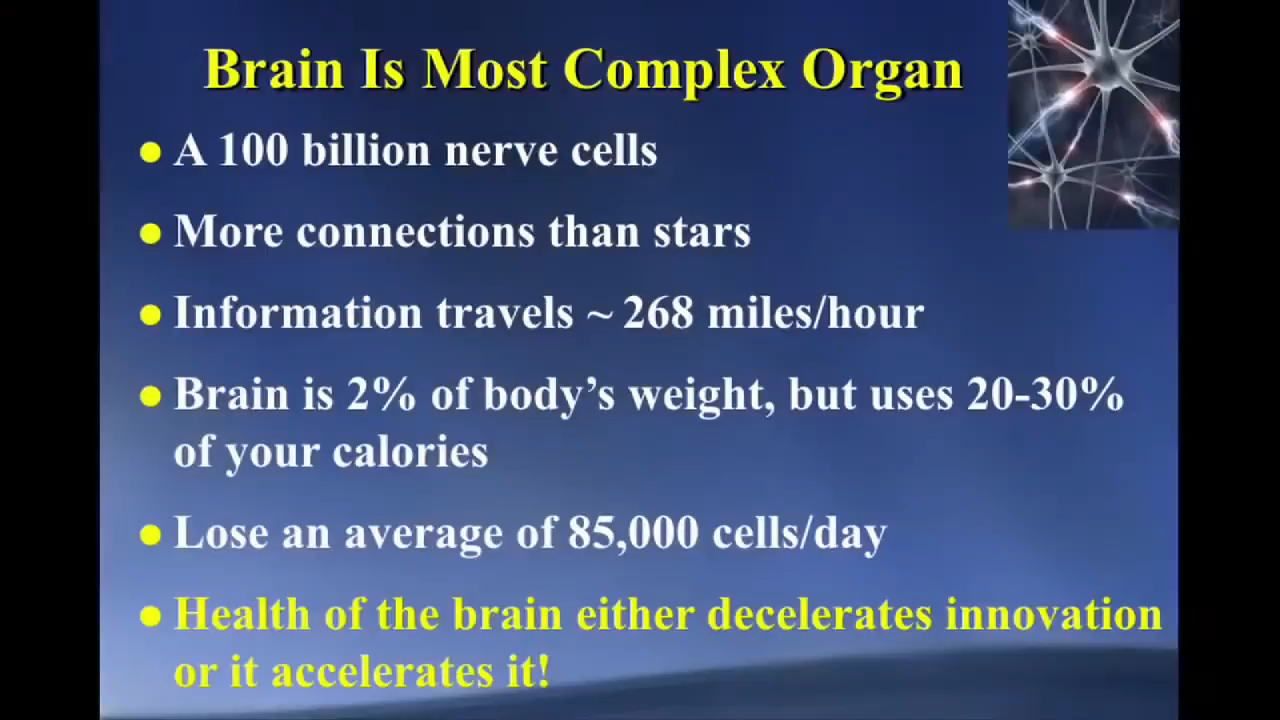 Brain Is Most Complex Organ
● A 100 billion nerve cells
● More connections than stars
● Information travels ~ 268 miles/hour
● Brain is 2% of body’s weight, but uses 20-30%
of your calories
● Lose an average of 85,000 cells/day
● Health of the brain either decelerates innovation
or it accelerates it!